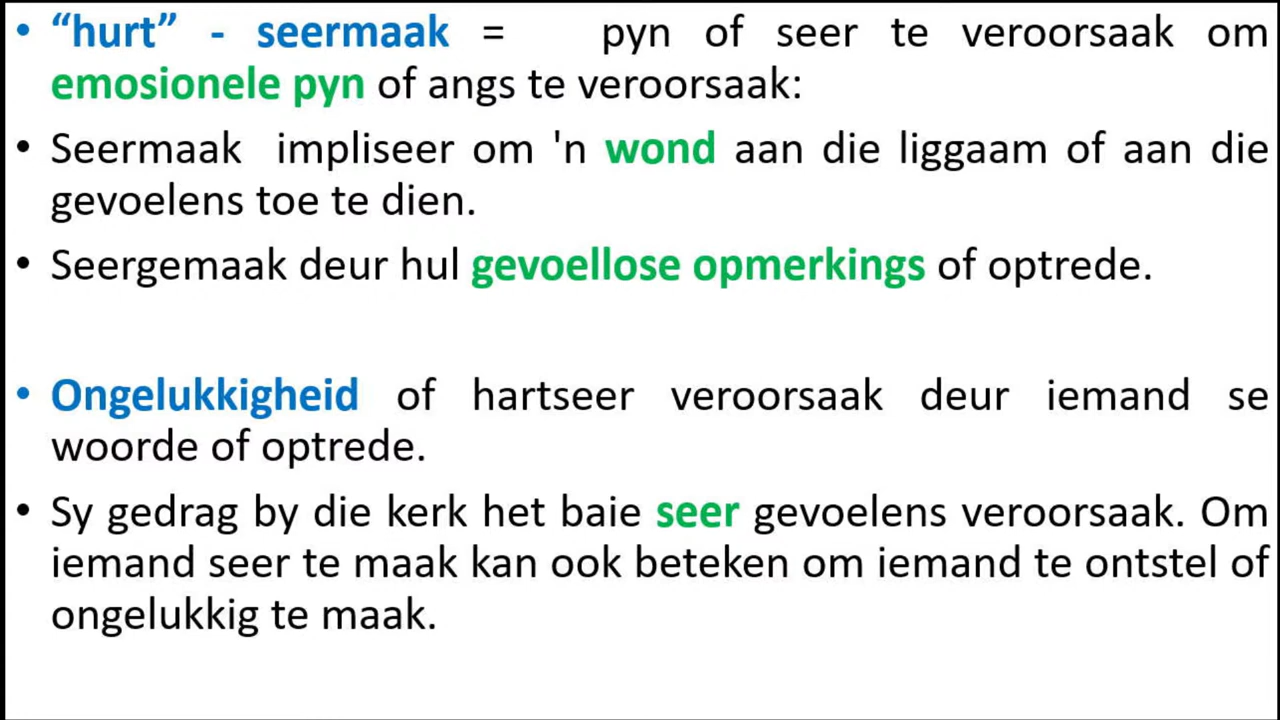 • “hurt” - seermaak = pyn of seer te veroorsaak om
emosionele pyn of angs te veroorsaak:
• Seermaak impliseer om 'n wond aan die liggaam of aan die
gevoelens toe te dien.
• Seergemaak deur hul gevoellose opmerkings of optrede.
• Ongelukkigheid of hartseer veroorsaak deur iemand se
woorde of optrede.
• Sy gedrag by die kerk het baie seer gevoelens veroorsaak. Om
iemand seer te maak kan ook beteken om iemand te ontstel of
ongelukkig te maak.